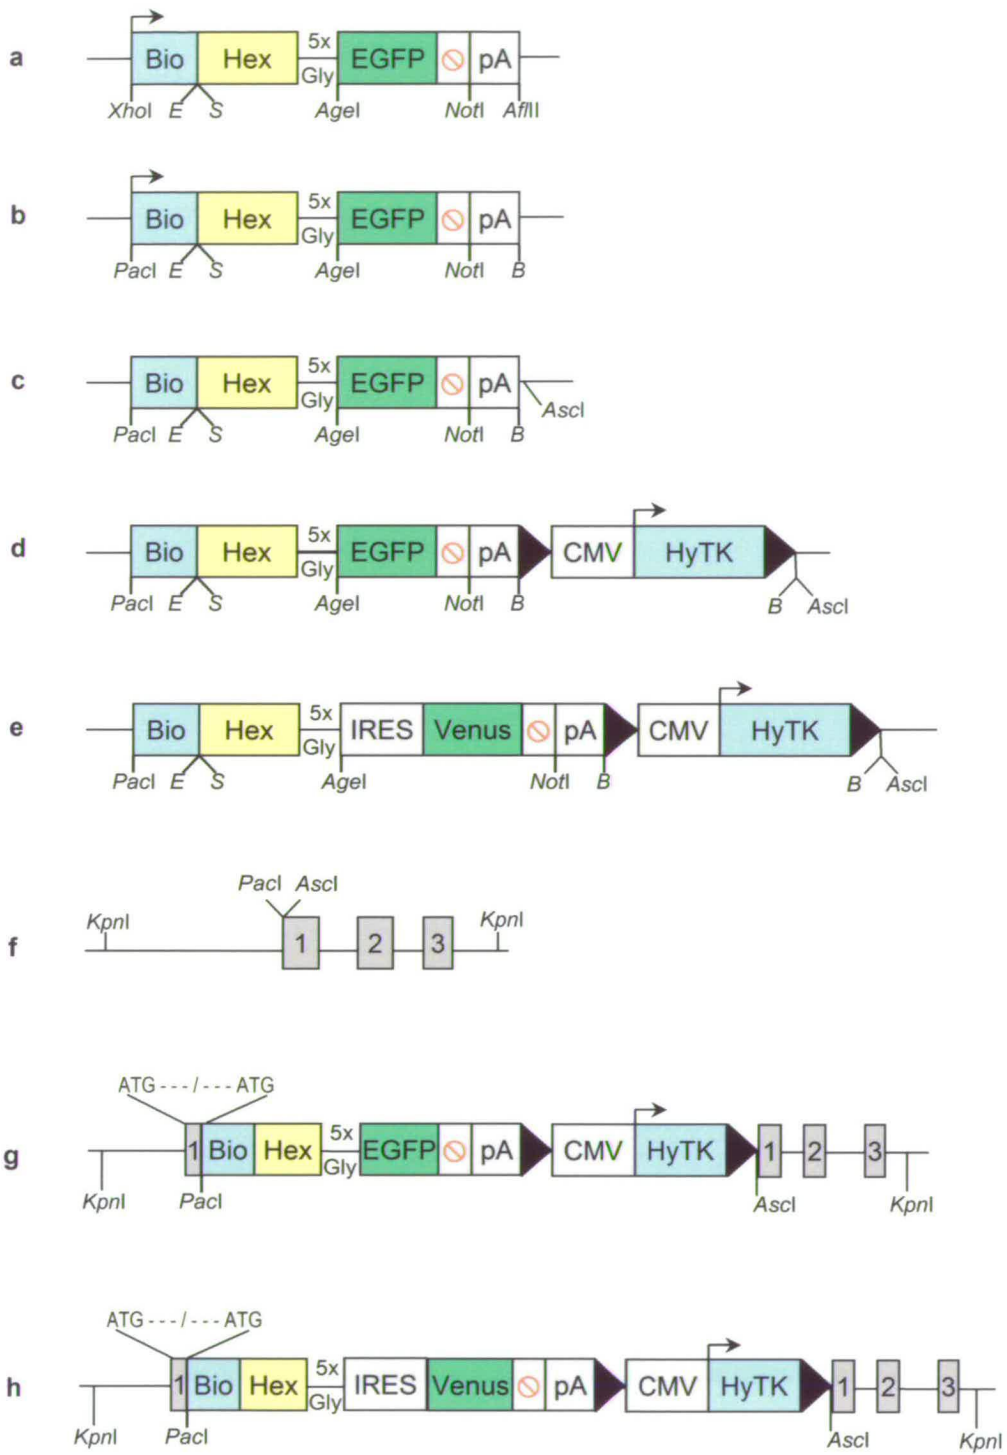 5x
a Bio Hex EGFP pA
Gly
XhoI E S AgeI NotI AflII
5x
b Bio Hex EGFP pA
Gly
PacI E S AgeI NotI B
5x
c Bio Hex EGFP pA
Gly AscI
PacI E S AgeI NotI B
5x
d Bio Hex EGFP pA CMV HyTK
Gly
PacI E S AgeI NotI B B AscI
5x
e Bio Hex IRES Venus pA CMV HyTK
Gly
PacI E S AgeI NotI B B AscI
PacI AscI
KpnI KpnI
f 1 2 3
ATG - - - / - - - ATG
5x
g 1 Bio Hex EGFP pA CMV HyTK 1 2 3
Gly
KpnI PacI AscI KpnI
ATG - - - / - - - ATG
5x
h 1 Bio Hex IRES Venus pA CMV HyTK 1 2 3
Gly
KpnI PacI AscI KpnI